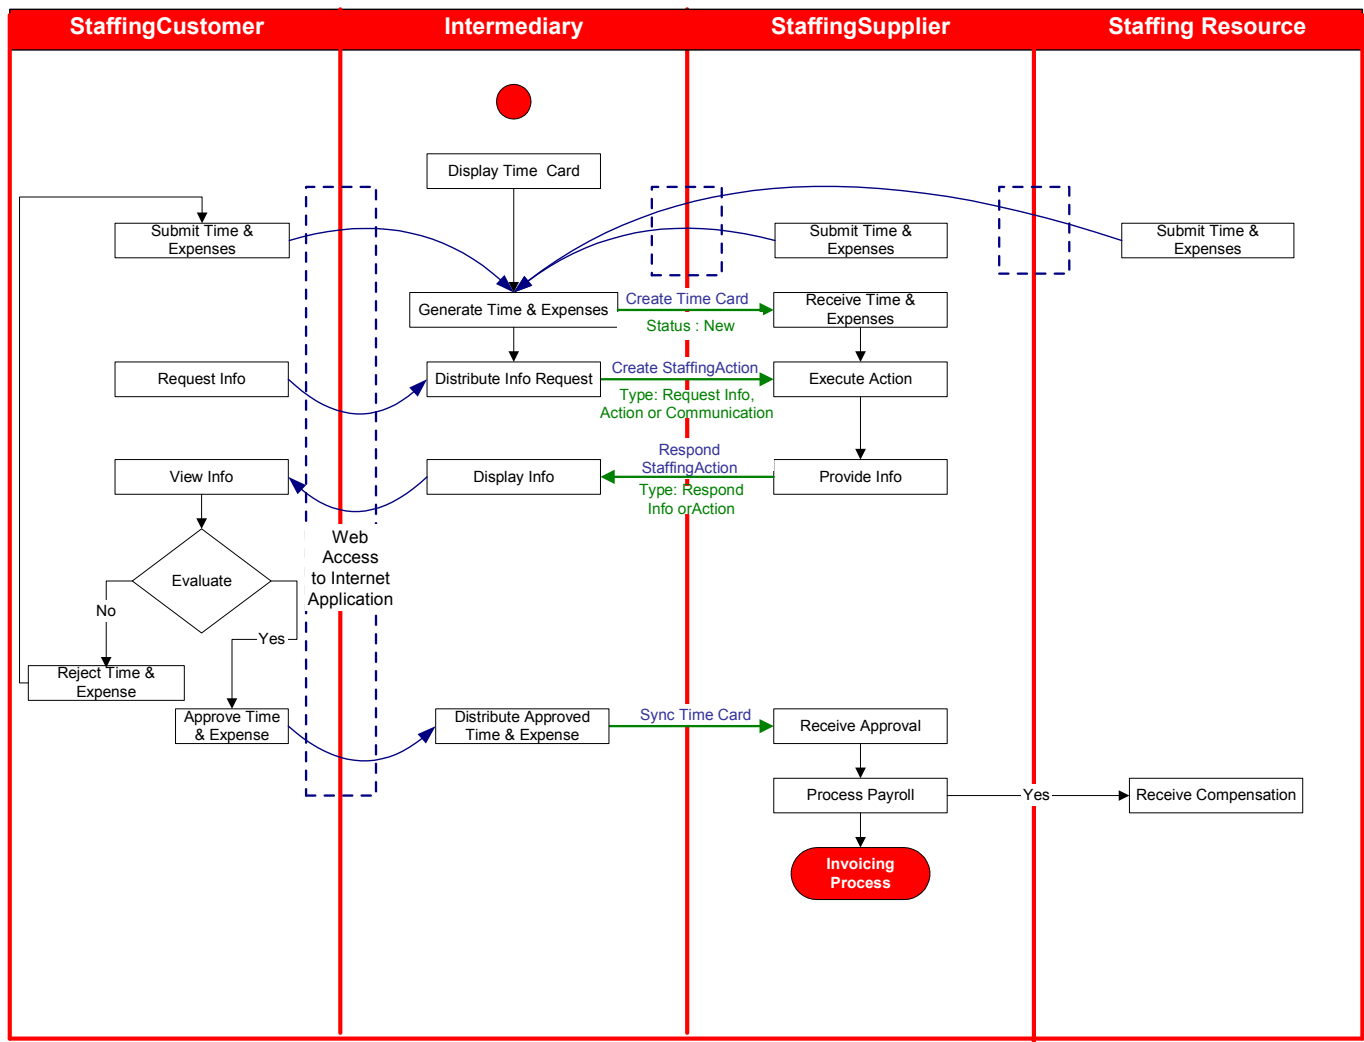 StaffingCustomer
Intermediary
StaffingSupplier
Staffing Resource
Display Time Card
Submit Time &
Expenses
Submit Time &
Expenses
Submit Time &
Expenses
Generate Time & Expenses
Create Time Card
Status : New
Receive Time &
Expenses
Request Info
Distribute Info Request
Create StaffingAction
Type: Request Info,
Action or Communication
Execute Action
View Info
Display Info
Respond
StaffingAction
Type: Respond
Info orAction
Provide Info
Web
Access
to Internet
Application
Evaluate
No
Yes
Reject Time &
Expense
Approve Time
& Expense
Distribute Approved
Time & Expense
Sync Time Card
Receive Approval
Process Payroll
Yes
Receive Compensation
Invoicing
Process